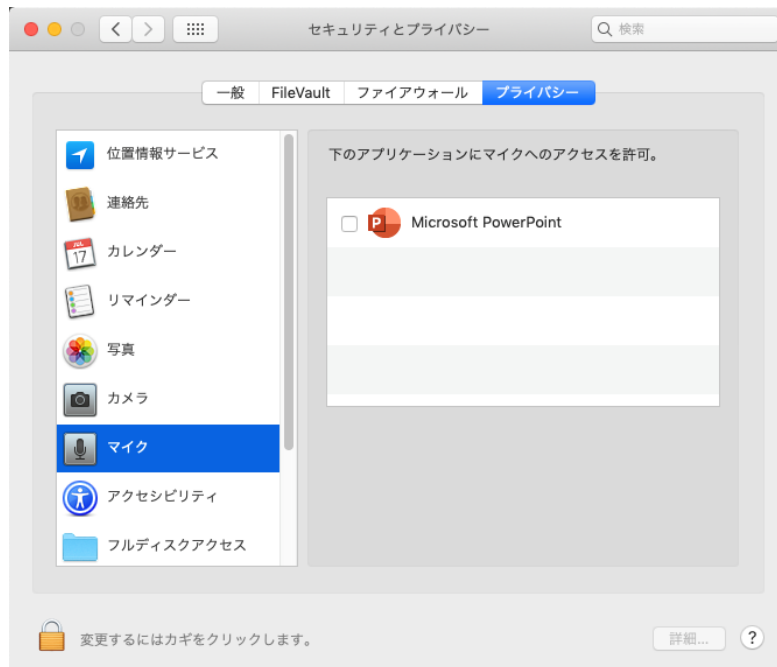 セキュリティとプライバシー
検索
一般 FileVault ファイアウォール プライバシー
位置情報サービス
連絡先
JUL
17
カレンダー
リマインダー
写真
カメラ
マイク
アクセシビリティ
フルディスクアクセス
下のアプリケーションにマイクへのアクセスを許可。
P
Microsoft PowerPoint
変更するにはカギをクリックします。
詳細...
?